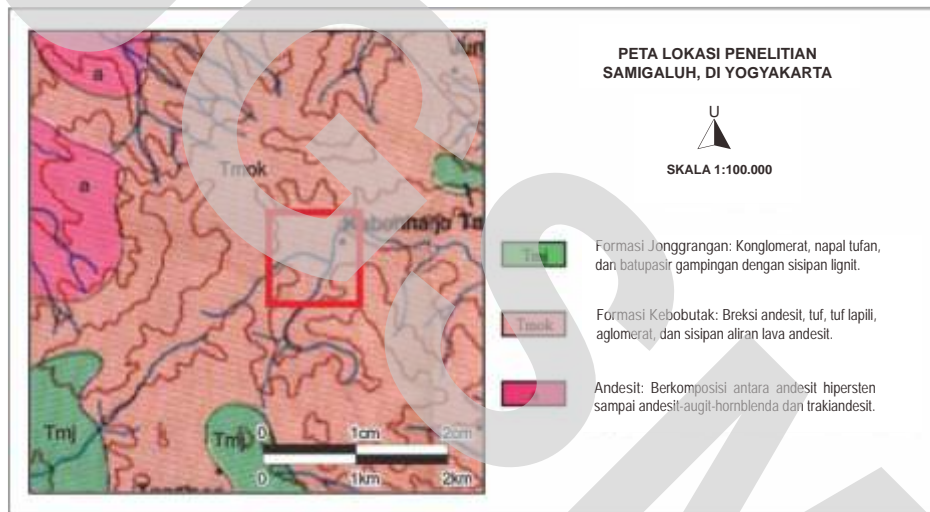 PETA LOKASI PENELITIAN
SAMIGALUH, DI YOGYAKARTA
U
SKALA 1:100.000
a
Tmok
a
Tmj
Tmj
0 1cm 2cm
0 1km 2km
Tmj
Formasi Jonggrangan: Konglomerat, napal tufan,
dan batupasir gampingan dengan sisipan lignit.
Tmok
Formasi Kebobutak: Breksi andesit, tuf, tuf lapili,
aglomerat, dan sisipan aliran lava andesit.
Andesit: Berkomposisi antara andesit hipersten
sampai andesit-augit-hornblenda dan trakiandesit.